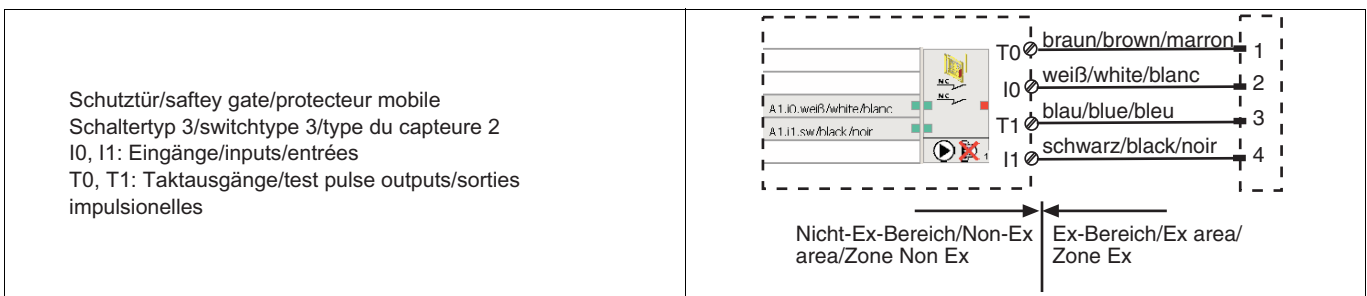 Schutztür/saftey gate/protecteur mobile
Schaltertyp 3/switchtype 3/type du capteure 2
I0, I1: Eingänge/inputs/entrées
T0, T1: Taktausgänge/test pulse outputs/sorties
impulsionelles
T0
braun/brown/marron
1
I0
weiß/white/blanc
2
T1
blau/blue/bleu
3
I1
schwarz/black/noir
4
NC
NC
A1.i0.weiß/white/blanc
A1.i1.sw/black/noir
1
Nicht-Ex-Bereich/Non-Ex
area/Zone Non Ex
Ex-Bereich/Ex area/
Zone Ex